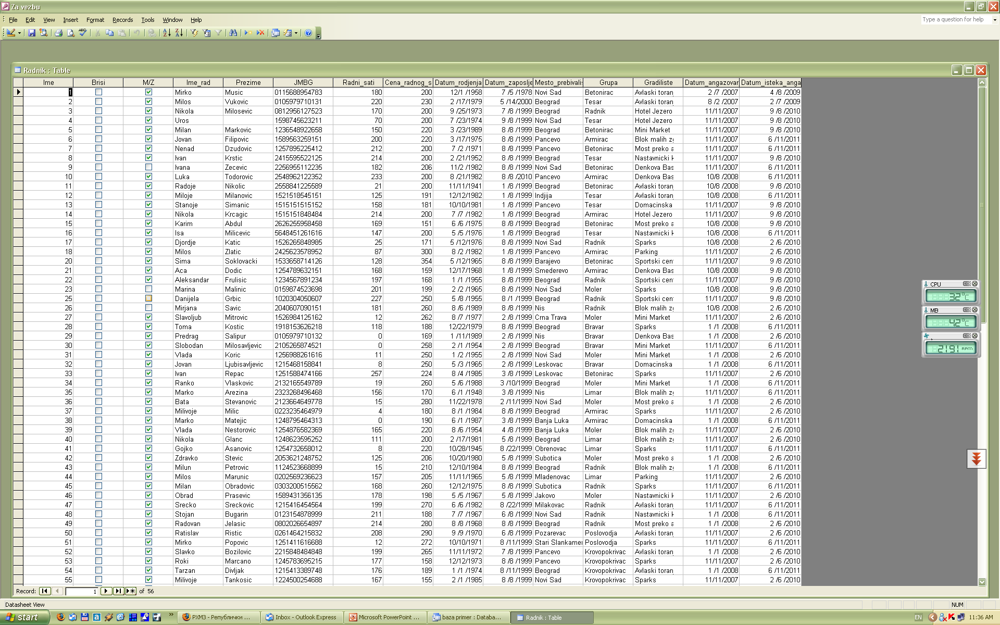 Za vezbu
File Edit View Insert Format Records Tools Window Help Type a question for help
Radnik : Table
Ime Brisi M/Z Ime_rad Prezime JMBG Radni_sati Cena_radnog_s Datum_rodjenja Datum_zaposlje Mesto_prebivali Grupa Gradiliste Datum_angazovar Datum_isteka_anga
1 Mirko Music 0115688954783 180 200 12/1 /1958 7 /5 /1978 Novi Sad Betonirac Avlaski toran 2 /7 /2007 4 /8 /2009
2 Milos Vukovic 0105979710131 220 230 2 /17/1979 5 /14/2000 Beograd Tesar Avlaski toran 8 /2 /2007 2 /7 /2009
3 Nikola Milosevic 0812956127523 170 200 9 /25/1973 7 /8 /1999 Beograd Radnik Hotel Jezero 11/11/2007 9 /8 /2010
4 Uros 1598745623211 70 200 7 /23/1974 9 /8 /1999 Novi Sad Tesar Hotel Jezero 11/11/2007 9 /8 /2010
5 Milan Markovic 1236548922658 150 220 3 /23/1989 8 /8 /1999 Beograd Betonirac Mini Market 11/11/2007 9 /8 /2010
6 Jovan Filipovic 1589563259151 200 220 3 /17/1975 8 /8 /1999 Pancevo Armirac Blok malih z 11/11/2007 6 /11/2011
7 Nenad Dzudovic 1257895225412 212 200 7 /2 /1971 8 /8 /1999 Pancevo Betonirac Most preko a 11/11/2007 6 /11/2011
8 Ivan Krstic 2415595522125 214 200 2 /21/1952 8 /8 /1999 Beograd Tesar Nastavnicki 11/11/2007 9 /8 /2010
9 Ivana Zecevic 2256955112235 182 206 11/2 /1982 8 /8 /1999 Novi Sad Betonirac Denkova Bas 11/11/2007 6 /11/2011
10 Luka Todorovic 2548962122352 233 200 8 /21/1982 8 /8 /2010 Pancevo Armirac Denkova Bas 10/8 /2008 6 /11/2011
11 Radoje Nikolic 2558841225589 21 200 11/11/1941 1 /8 /1999 Beograd Betonirac Avlaski toran 10/8 /2008 9 /8 /2010
12 Miloje Milanovic 1521518545151 125 191 12/12/1982 1 /8 /1999 Indjija Tesar Avlaski toran 10/8 /2008 6 /11/2011
13 Stanoje Simanic 1515151515152 158 181 10/10/1981 1 /8 /1999 Pancevo Tesar Domacinska 11/11/2007 9 /8 /2010
14 Nikola Krcagic 1515151848484 214 200 7 /7 /1982 1 /8 /1999 Beograd Armirac Hotel Jezero 11/11/2007 9 /8 /2010
15 Karim Abdul 2626255958458 169 151 6 /6 /1975 8 /8 /1999 Beograd Betonirac Most preko a 10/8 /2008 9 /8 /2010
16 Isa Milicevic 5648451261616 147 200 5 /5 /1976 1 /8 /1999 Beograd Tesar Nastavnicki 10/8 /2008 6 /11/2011
17 Djordje Katic 1526265848985 25 171 5 /12/1976 8 /8 /1999 Novi Sad Radnik Sparks 10/8 /2008 2 /6 /2010
18 Milos Zlatic 2425623578952 87 300 8 /2 /1982 1 /8 /1999 Pancevo Armirac Parking 11/11/2007 2 /6 /2010
20 Sima Soklovacki 1533658714126 128 354 5 /12/1965 8 /8 /1999 Barajevo Betonirac Sportski cen 11/11/2007 9 /8 /2010
21 Aca Dodic 1254789632151 168 159 12/17/1968 1 /8 /1999 Smederevo Armirac Denkova Bas 10/8 /2008 9 /8 /2010
22 Aleksandar Frulisic 1234567891234 197 168 1 /1 /1955 8 /8 /1999 Beograd Radnik Sportski cen 11/11/2007 9 /8 /2010
23 Marina Malinic 0159874523698 201 199 2 /2 /1965 8 /8 /1999 Novi Sad Moler Sparks 10/8 /2008 9 /8 /2010
25 Danijela Grbic 1020304050607 227 250 5 /8 /1955 8 /1 /1999 Beograd Radnik Sportski cen 11/11/2007 9 /8 /2010
26 Mirjana Savic 2040607090151 181 260 8 /6 /1989 8 /8 /1999 Nis Radnik Blok malih z 10/8 /2008 2 /6 /2010
27 Slavoljub Mitrovic 1526984125162 12 262 8 /7 /1977 2 /8 /1999 Crna Trava Moler Mini Market 11/11/2007 2 /6 /2010
28 Toma Kostic 1918153626218 118 188 12/22/1979 8 /8 /1999 Beograd Bravar Sparks 1 /1 /2008 6 /11/2011
29 Predrag Salipur 0105979710132 0 169 1 /11/1989 2 /8 /1999 Nis Bravar Denkova Bas 1 /1 /2008 2 /6 /2010
30 Slobodan Milosavljevic 2105265874521 0 258 2 /1 /1954 2 /8 /1999 Beograd Bravar Mini Market 11/11/2007 6 /11/2011
31 Vlada Koric 1256988261616 11 250 1 /2 /1955 2 /8 /1999 Novi Sad Moler Mini Market 1 /1 /2008 2 /6 /2010
32 Jovan Ljubisavljevic 1215468158841 8 250 5 /3 /1965 2 /8 /1999 Leskovac Bravar Domacinska 1 /1 /2008 6 /11/2011
33 Ivan Repac 1251588474166 257 224 8 /4 /1985 3 /8 /1999 Leskovac Betonirac Sparks 11/11/2007 2 /6 /2010
34 Ranko Vlaskovic 2132165549789 19 260 5 /6 /1988 3 /10/1999 Beograd Moler Mini Market 1 /1 /2008 6 /11/2011
35 Marko Arezina 2323268496468 156 170 6 /1 /1948 3 /8 /1999 Nis Limar Blok malih z 11/11/2007 6 /11/2011
36 Bata Stevanovic 2123664649778 15 280 11/22/1978 2 /11/1999 Novi Sad Moler Most preko a 1 /1 /2008 2 /6 /2010
37 Milivoje Milic 0223235464979 4 180 8 /1 /1984 8 /8 /1999 Beograd Armirac Sparks 11/11/2007 2 /6 /2010
38 Marko Matejic 1248795464313 0 190 6 /1 /1987 3 /8 /1999 Banja Luka Armirac Domacinska 1 /1 /2008 6 /11/2011
39 Vlada Nestorovic 1254876582369 165 220 8 /6 /1954 4 /8 /1999 Banja Luka Moler Blok malih z 11/11/2007 2 /6 /2010
40 Nikola Glanc 1248623595252 111 200 2 /17/1981 5 /8 /1999 Beograd Limar Blok malih z 11/11/2007 2 /6 /2010
41 Gojko Asanovic 1254732658012 8 220 10/28/1945 8 /22/1999 Obrenovac Limar Sparks 11/11/2007 6 /11/2011
42 Zdravko Stevic 2053621248752 125 206 10/20/1980 5 /8 /1999 Subotica Moler Most preko a 1 /1 /2008 2 /6 /2010
43 Milun Petrovic 1124523668899 15 210 12/10/1984 8 /8 /1999 Beograd Radnik Blok malih z 1 /1 /2008 6 /11/2011
44 Milos Marunic 0202569236623 157 205 11/11/1965 5 /8 /1999 Mladenovac Limar Parking 11/11/2007 2 /6 /2010
45 Milan Obradovic 0303200515562 168 260 12/12/1975 8 /8 /1999 Subotica Radnik Sparks 11/11/2007 6 /11/2011
46 Obrad Prasevic 1589431356135 178 198 5 /5 /1967 5 /8 /1999 Jakovo Moler Nastavnicki 11/11/2007 2 /6 /2010
47 Srecko Sreckovic 1215416454564 199 270 6 /6 /1982 8 /22/1999 Milakovac Radnik Avlaski toran 11/11/2007 6 /11/2011
48 Stojan Bugarin 0123154878999 211 188 7 /7 /1967 6 /8 /1999 Novi Sad Radnik Nastavnicki 1 /1 /2008 6 /11/2011
49 Radovan Jelasic 0802026654897 214 280 8 /8 /1968 8 /8 /1999 Beograd Radnik Most preko a 1 /1 /2008 2 /6 /2010
50 Ratislav Ristic 0261464215832 208 290 9 /9 /1970 6 /8 /1999 Pozarevac Poslovodja Avlaski toran 11/11/2007 2 /6 /2010
51 Mirko Popovic 1251411616688 12 272 10/10/1971 8 /11/1999 Stari Slankamen Poslovodja Sparks 11/11/2007 6 /11/2011
52 Slavko Bozilovic 2215848484848 199 265 11/11/1972 7 /8 /1999 Pancevo Krovopokrivac Avlaski toran 1 /1 /2008 2 /6 /2010
53 Roki Marcano 1245783695215 177 158 12/12/1973 8 /8 /1999 Pancevo Krovopokrivac Sparks 11/11/2007 2 /6 /2010
54 Tarzan Divljak 1215413389748 176 189 1 /1 /1974 8 /11/1999 Beograd Krovopokrivac Avlaski toran 1 /1 /2008 6 /11/2011
55 Milivoje Tankosic 1224500254688 167 155 2 /1 /1985 8 /8 /1999 Novi Sad Krovopokrivac Sparks 11/11/2007 2 /6 /2010
CPU
32°C
MB
42°C
2191 RPM
Record: 1 of 56
Datasheet View NUM
start РХМЗ - Републички ... Inbox - Outlook Express Microsoft PowerPoint ... baza primer : Databa... Radnik : Table EN 11:36 AM